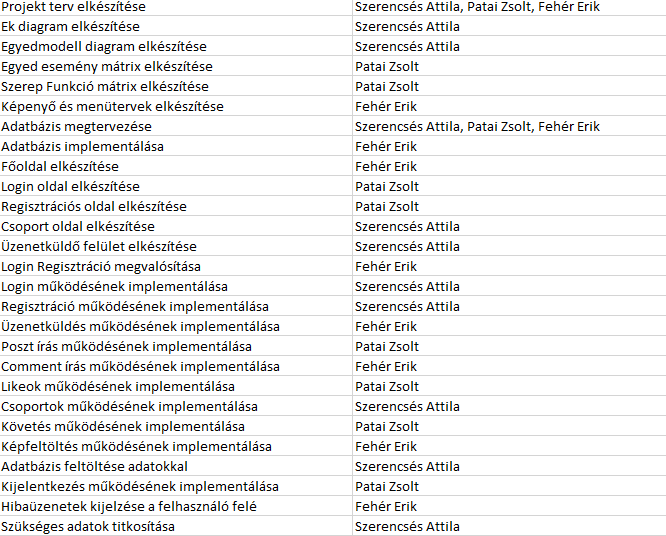 Projekt terv elkészítése Szerencsés Attila, Patai Zsolt, Fehér Erik
Ek diagram elkészítése Szerencsés Attila
Egyedmodell diagram elkészítése Szerencsés Attila
Egyed esemény mátrix elkészítése Patai Zsolt
Szerep Funkció mátrix elkészítése Patai Zsolt
Képenyő és menütervek elkészítése Fehér Erik
Adatbázis megtervezése Szerencsés Attila, Patai Zsolt, Fehér Erik
Adatbázis implementálása Fehér Erik
Főoldal elkészítése Fehér Erik
Login oldal elkészítése Patai Zsolt
Regisztrációs oldal elkészítése Patai Zsolt
Csoport oldal elkészítése Szerencsés Attila
Üzenetküldő felület elkészítése Szerencsés Attila
Login Regisztráció megvalósítása Fehér Erik
Login működésének implementálása Szerencsés Attila
Regisztráció működésének implementálása Szerencsés Attila
Üzenetküldés működésének implementálása Fehér Erik
Poszt írás működésének implementálása Patai Zsolt
Comment írás működésének implementálása Fehér Erik
Likeok működésének implementálása Patai Zsolt
Csoportok működésének implementálása Szerencsés Attila
Követés működésének implementálása Patai Zsolt
Képfeltöltés működésének implementálása Fehér Erik
Adatbázis feltöltése adatokkal Szerencsés Attila
Kijelentkezés működésének implementálása Patai Zsolt
Hibaüzenetek kijelzése a felhasználó felé Fehér Erik
Szükséges adatok titkosítása Szerencsés Attila